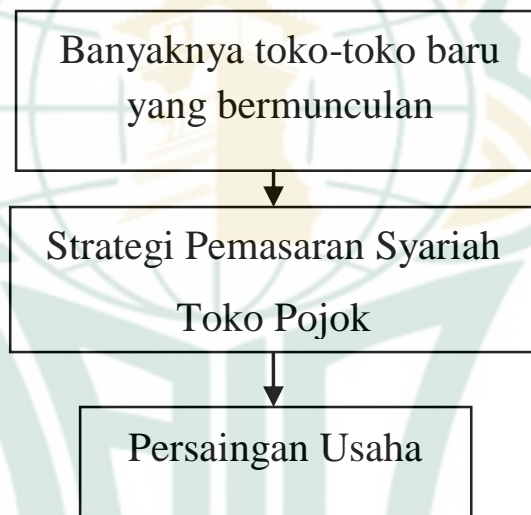 Banyaknya toko-toko baru
yang bermunculan
Strategi Pemasaran Syariah
Toko Pojok
Persaingan Usaha